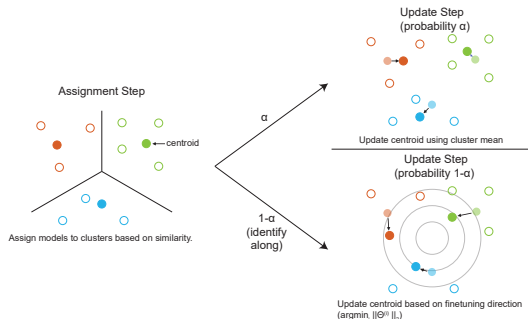 Assignment Step
centroid
Assign models to clusters based on similarity.
α
1-α
(identify
along)
Update Step
(probability α)
Update centroid using cluster mean
Update Step
(probability 1-α)
Update centroid based on finetuning direction